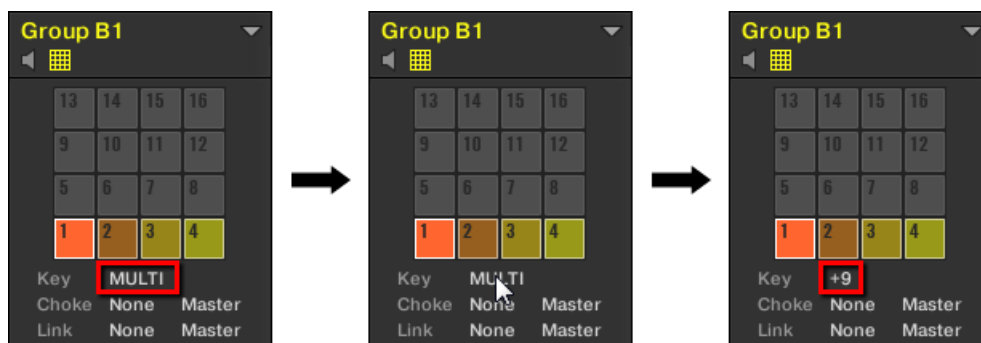 Group B1
13 14 15 16
9 10 11 12
5 6 7 8
1 2 3 4
Key MULTI
Choke None Master
Link None Master
Group B1
13 14 15 16
9 10 11 12
5 6 7 8
1 2 3 4
Key MULTI
Choke None Master
Link None Master
Group B1
13 14 15 16
9 10 11 12
5 6 7 8
1 2 3 4
Key +9
Choke None Master
Link None Master